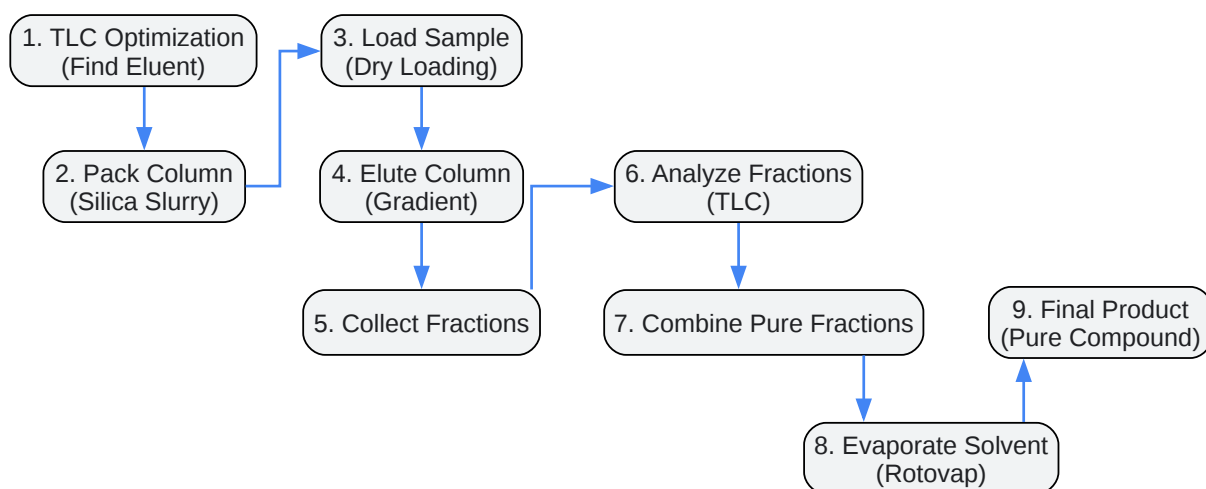 1. TLC Optimization
(Find Eluent)
2. Pack Column
(Silica Slurry)
3. Load Sample
(Dry Loading)
4. Elute Column
(Gradient)
5. Collect Fractions
6. Analyze Fractions
(TLC)
7. Combine Pure Fractions
8. Evaporate Solvent
(Rotovap)
9. Final Product
(Pure Compound)